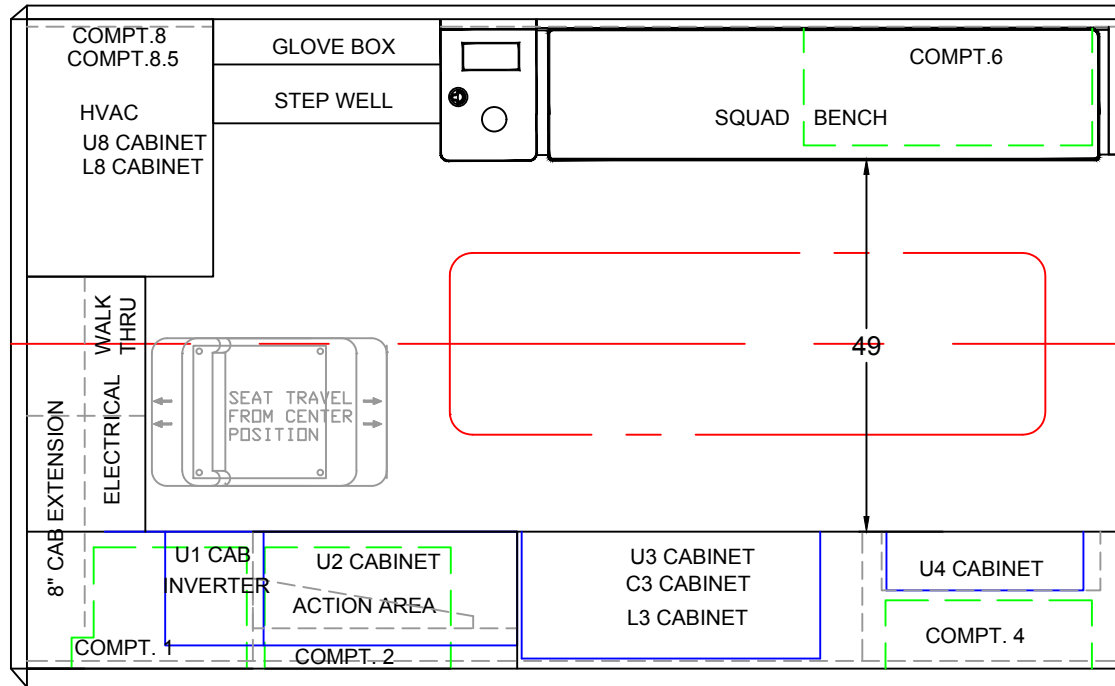 COMPT.8
COMPT.8.5
HVAC
U8 CABINET
L8 CABINET
GLOVE BOX
STEP WELL
COMPT.6
SQUAD BENCH
49
WALK
THRU
ELECTRICAL
8" CAB EXTENSION
SEAT TRAVEL
FROM CENTER
POSITION
U1 CAB
INVERTER
COMPT. 1
U2 CABINET
ACTION AREA
COMPT. 2
U3 CABINET
C3 CABINET
L3 CABINET
U4 CABINET
COMPT. 4